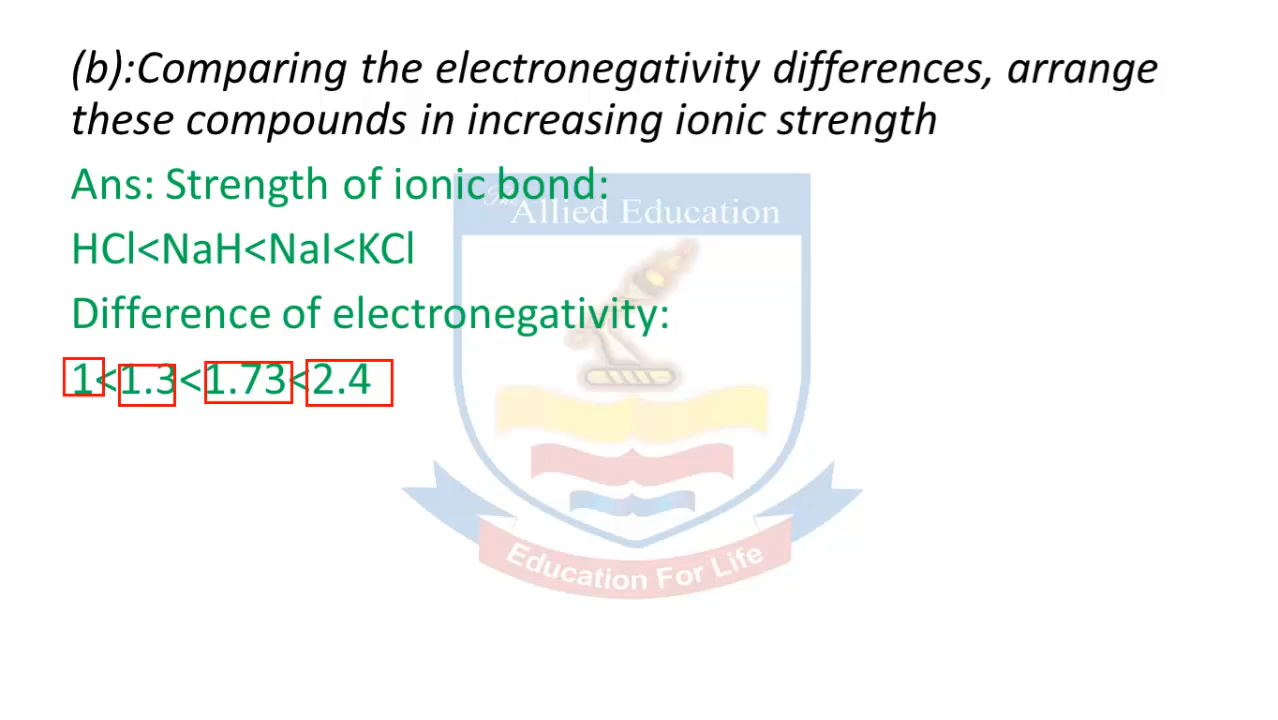 (b):Comparing the electronegativity differences, arrange
these compounds in increasing ionic strength
Ans: Strength of ionic bond:
The
Allied Education
HCl<NaH<NaI<KCl
Difference of electronegativity:
1<1.3<1.73<2.4
Education For Life